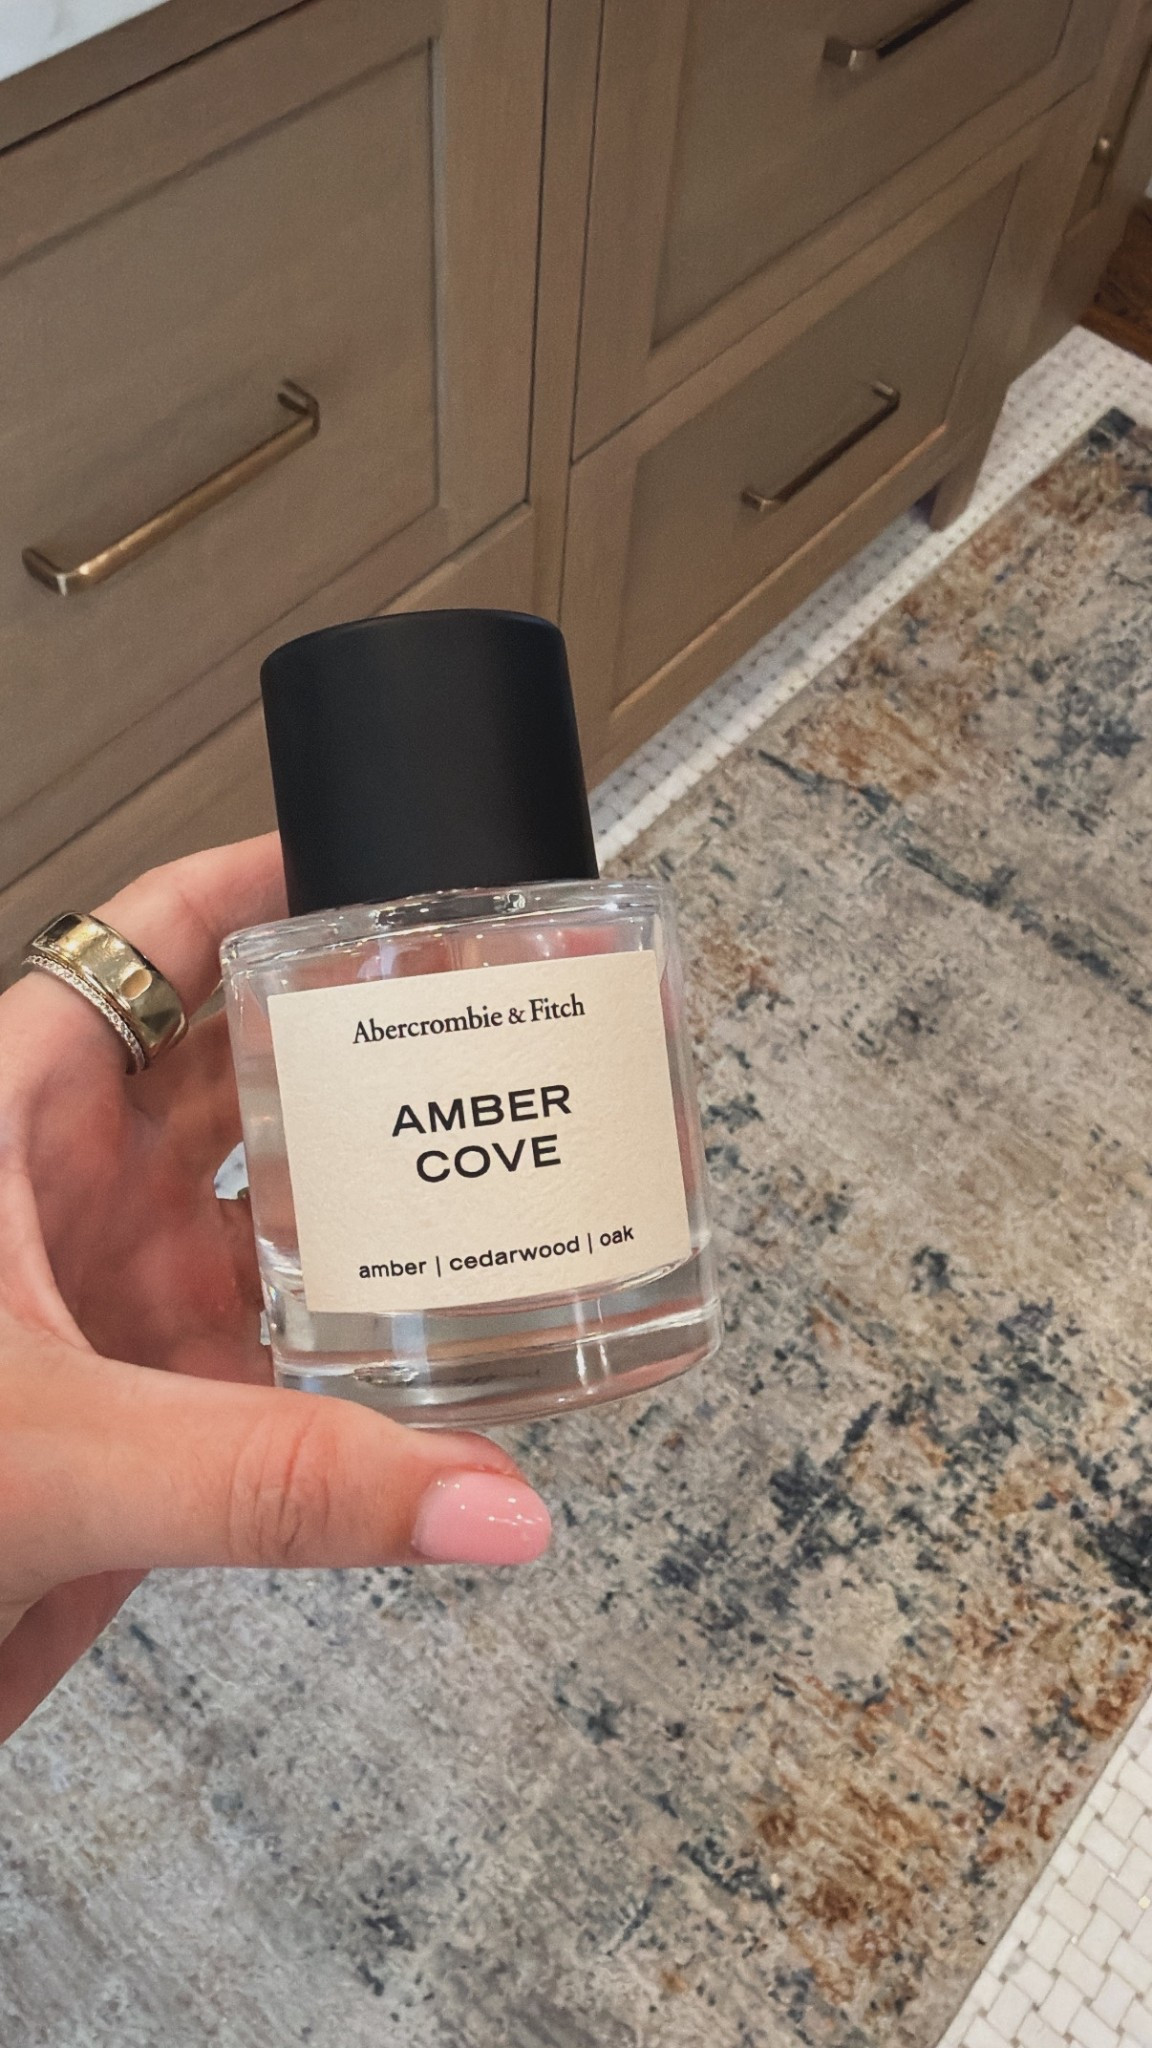 Abercrombie & Fitch
AMBER
COVE
amber | cedarwood | oak